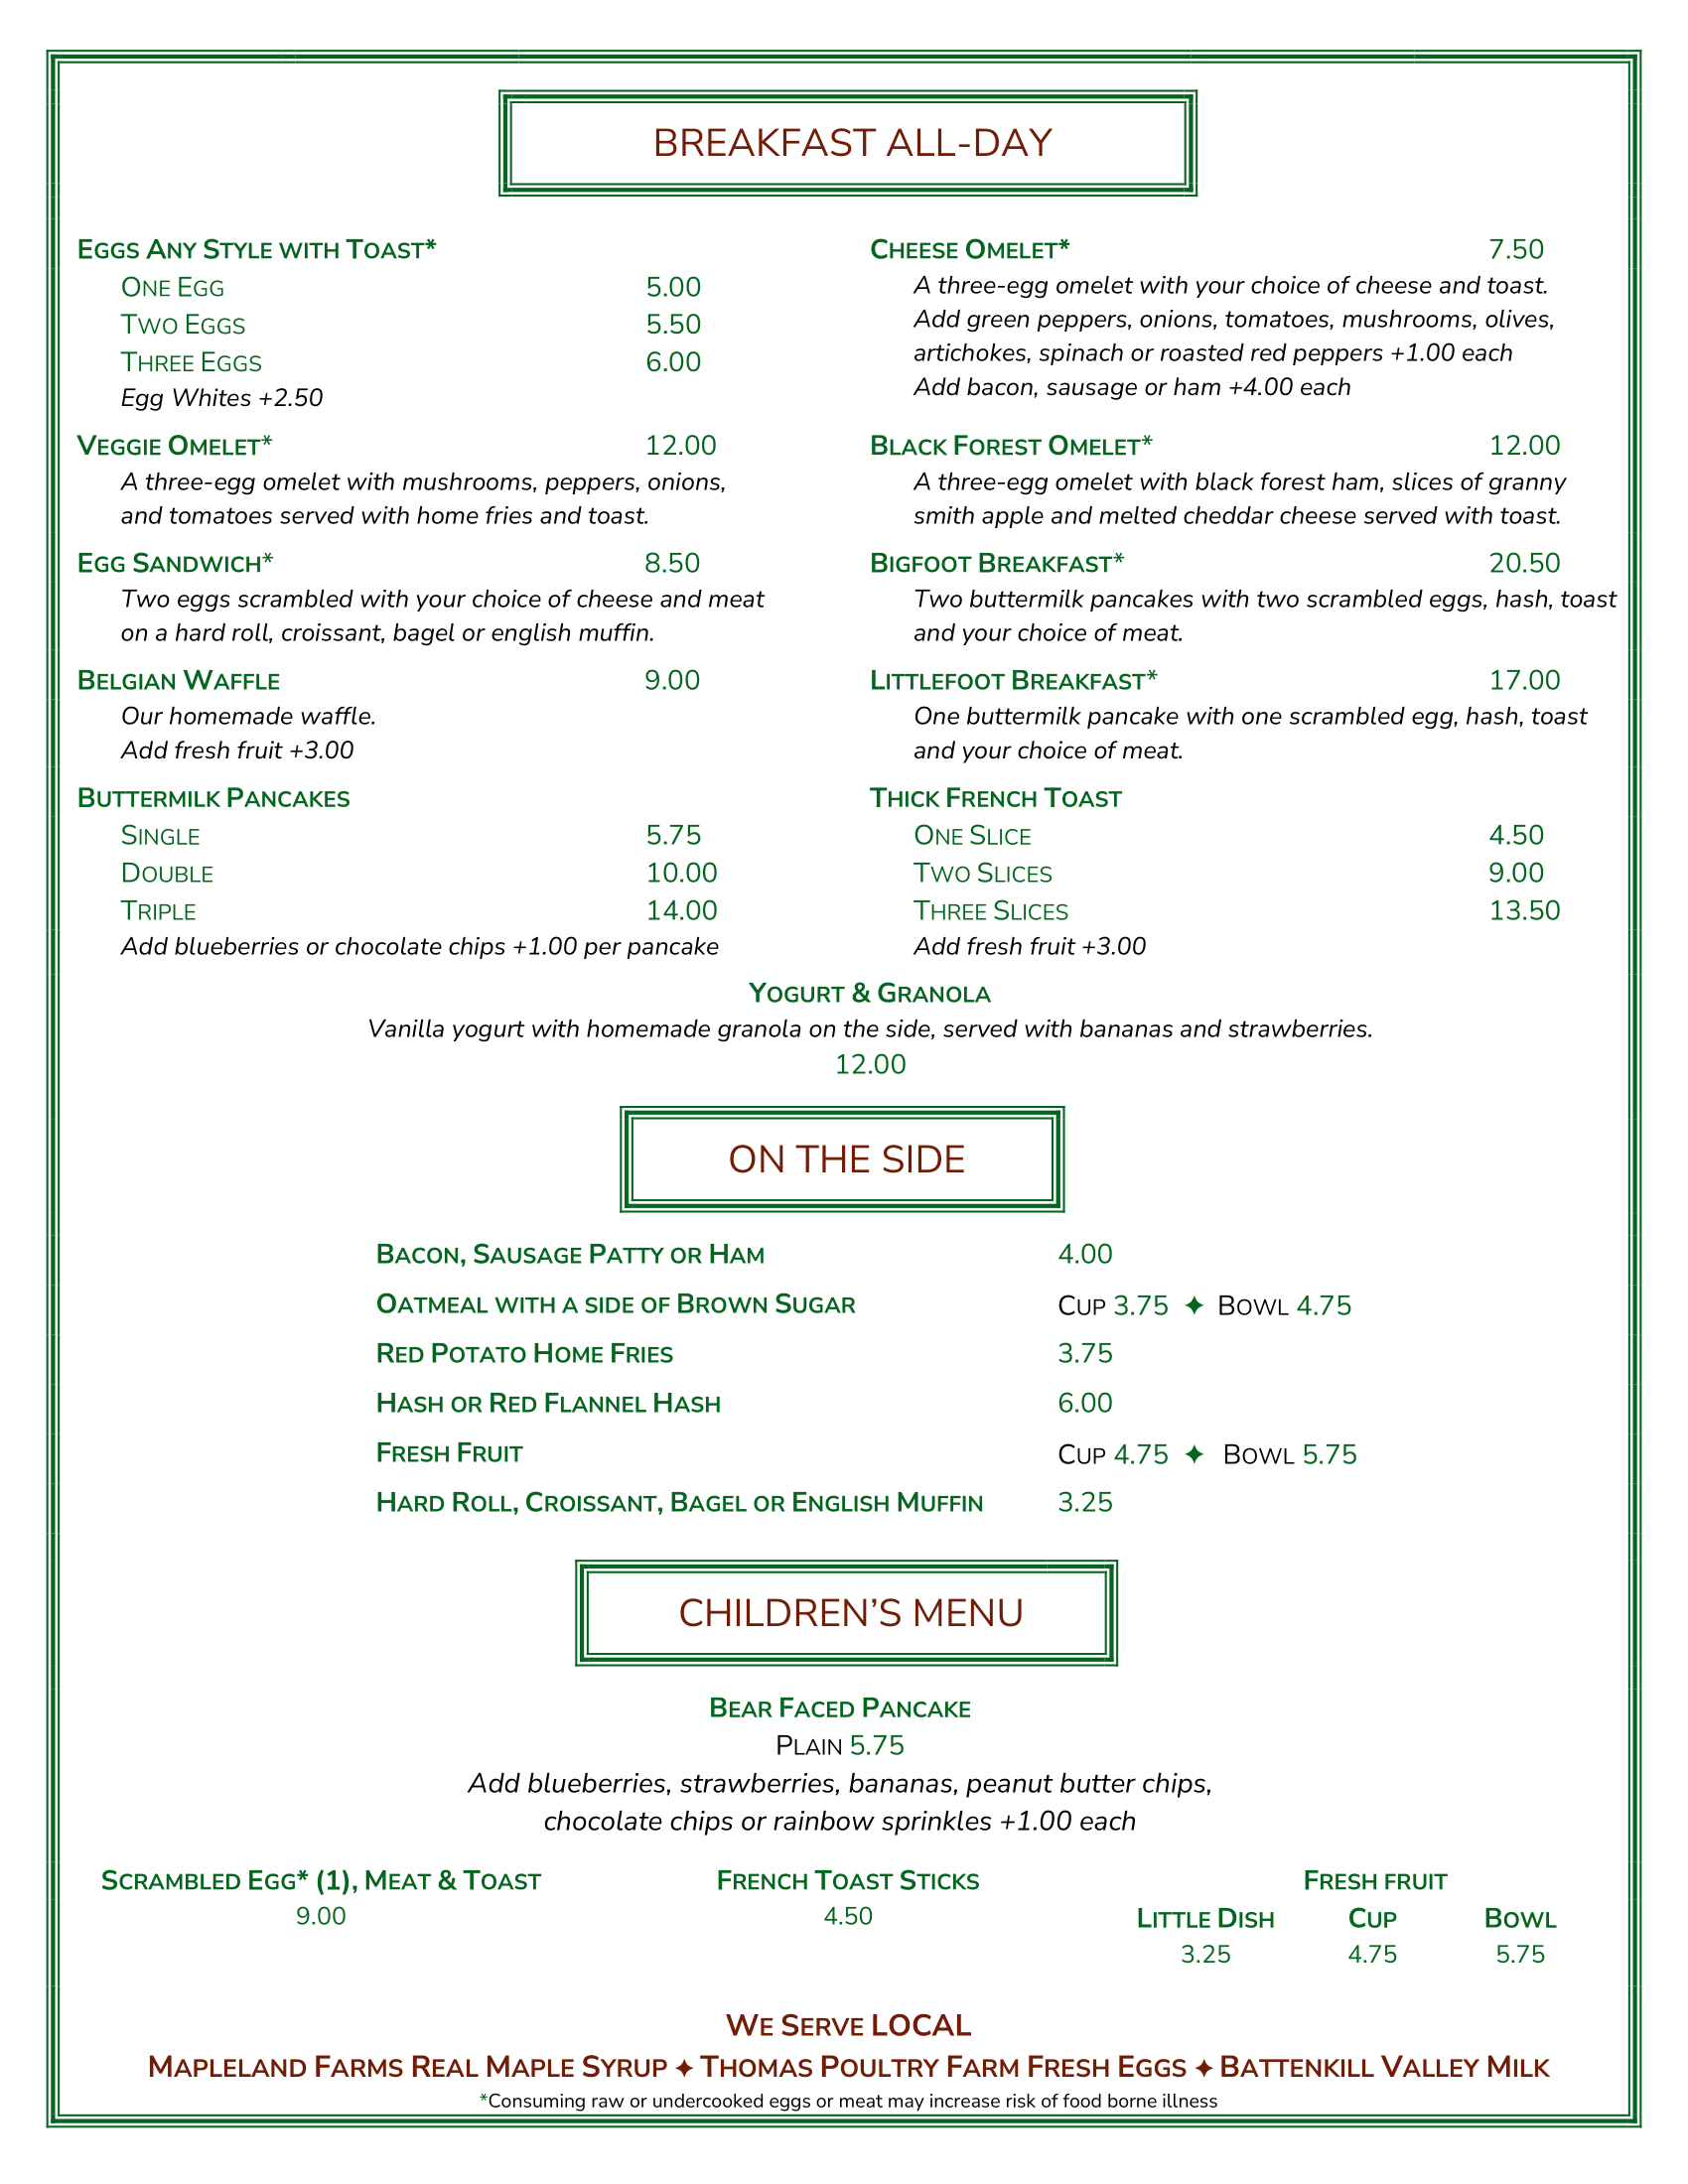 BREAKFAST ALL-DAY
EGGS ANY STYLE WITH TOAST*
ONE EGG 5.00
TWO EGGS 5.50
THREE EGGS 6.00
Egg Whites +2.50
VEGGIE OMELET* 12.00
A three-egg omelet with mushrooms, peppers, onions,
and tomatoes served with home fries and toast.
EGG SANDWICH* 8.50
Two eggs scrambled with your choice of cheese and meat
on a hard roll, croissant, bagel or english muffin.
BELGIAN WAFFLE 9.00
Our homemade waffle.
Add fresh fruit +3.00
BUTTERMILK PANCAKES
SINGLE 5.75
DOUBLE 10.00
TRIPLE 14.00
Add blueberries or chocolate chips +1.00 per pancake
CHEESE OMELET* 7.50
A three-egg omelet with your choice of cheese and toast.
Add green peppers, onions, tomatoes, mushrooms, olives,
artichokes, spinach or roasted red peppers +1.00 each
Add bacon, sausage or ham +4.00 each
BLACK FOREST OMELET* 12.00
A three-egg omelet with black forest ham, slices of granny
smith apple and melted cheddar cheese served with toast.
BIGFOOT BREAKFAST* 20.50
Two buttermilk pancakes with two scrambled eggs, hash, toast
and your choice of meat.
LITTLEFOOT BREAKFAST* 17.00
One buttermilk pancake with one scrambled egg, hash, toast
and your choice of meat.
THICK FRENCH TOAST
ONE SLICE 4.50
TWO SLICES 9.00
THREE SLICES 13.50
Add fresh fruit +3.00
YOGURT & GRANOLA
Vanilla yogurt with homemade granola on the side, served with bananas and strawberries.
12.00
ON THE SIDE
BACON, SAUSAGE PATTY OR HAM 4.00
OATMEAL WITH A SIDE OF BROWN SUGAR CUP 3.75 ✦ BOWL 4.75
RED POTATO HOME FRIES 3.75
HASH OR RED FLANNEL HASH 6.00
FRESH FRUIT CUP 4.75 ✦ BOWL 5.75
HARD ROLL, CROISSANT, BAGEL OR ENGLISH MUFFIN 3.25
CHILDREN'S MENU
BEAR FACED PANCAKE
PLAIN 5.75
Add blueberries, strawberries, bananas, peanut butter chips,
chocolate chips or rainbow sprinkles +1.00 each
SCRAMBLED EGG* (1), MEAT & TOAST
9.00
FRENCH TOAST STICKS
4.50
FRESH FRUIT
LITTLE DISH CUP BOWL
3.25 4.75 5.75
WE SERVE LOCAL
MAPLELAND FARMS REAL MAPLE SYRUP ✦ THOMAS POULTRY FARM FRESH EGGS ✦ BATTENKILL VALLEY MILK
*Consuming raw or undercooked eggs or meat may increase risk of food borne illness